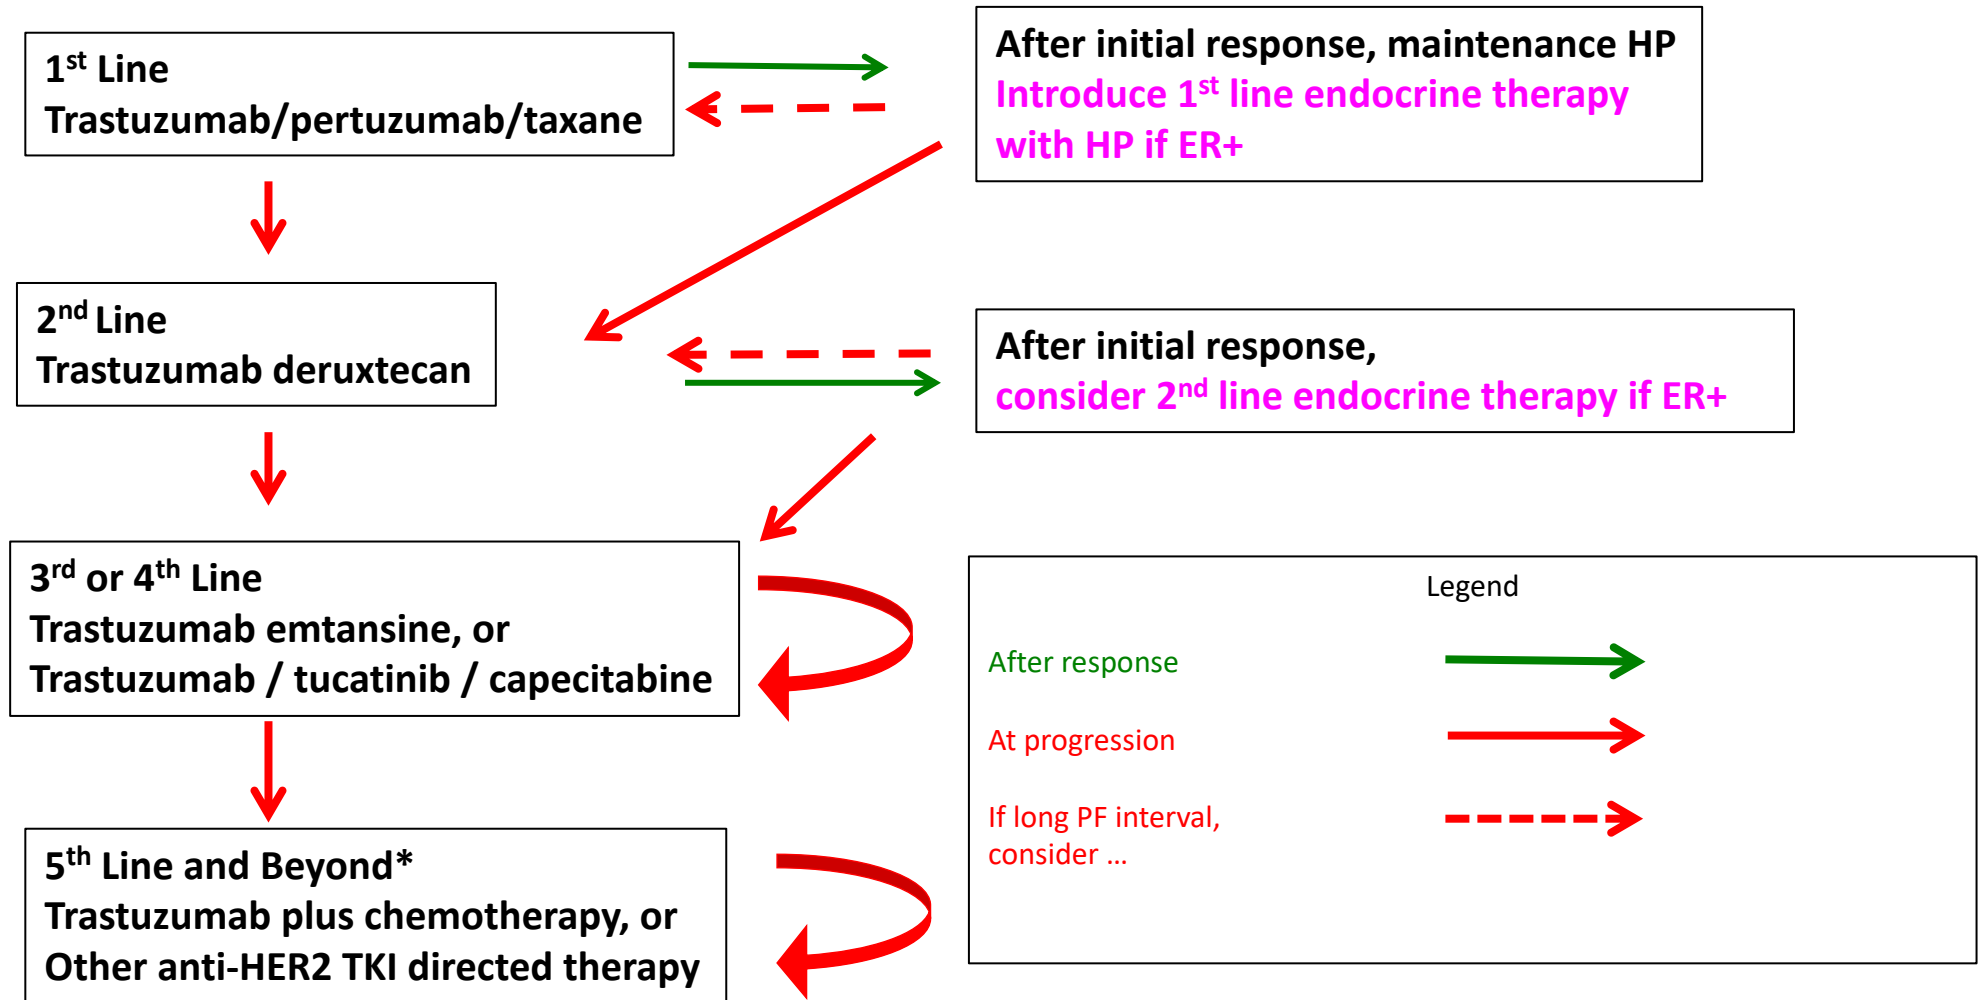 1st Line
Trastuzumab/pertuzumab/taxane
After initial response, maintenance HP
Introduce 1st line endocrine therapy
with HP if ER+
2nd Line
Trastuzumab deruxtecan
After initial response,
consider 2nd line endocrine therapy if ER+
3rd or 4th Line
Trastuzumab emtansine, or
Trastuzumab / tucatinib / capecitabine
Legend
After response
At progression
If long PF interval,
consider ...
5th Line and Beyond*
Trastuzumab plus chemotherapy, or
Other anti-HER2 TKI directed therapy